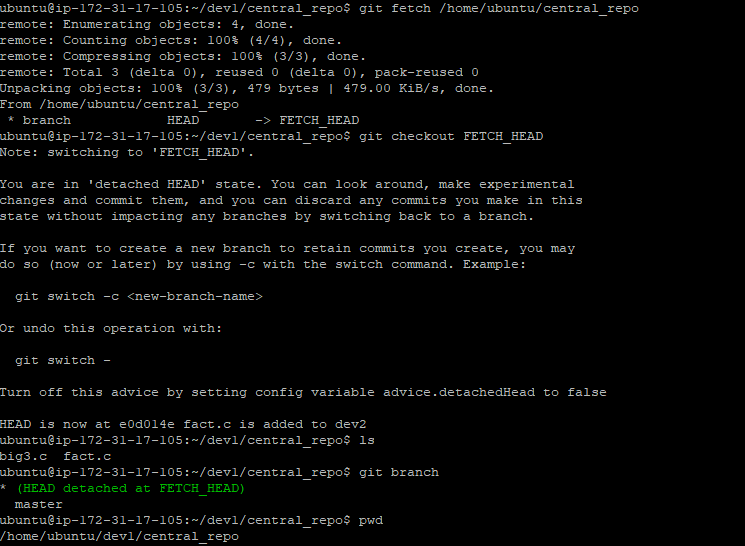 ubuntu@ip-172-31-17-105:~/dev1/central_repo$ git fetch /home/ubuntu/central_repo
remote: Enumerating objects: 4, done.
remote: Counting objects: 100% (4/4), done.
remote: Compressing objects: 100% (3/3), done.
remote: Total 3 (delta 0), reused 0 (delta 0), pack-reused 0
Unpacking objects: 100% (3/3), 479 bytes | 479.00 KiB/s, done.
From /home/ubuntu/central_repo
 * branch            HEAD       -> FETCH_HEAD
ubuntu@ip-172-31-17-105:~/dev1/central_repo$ git checkout FETCH_HEAD
Note: switching to 'FETCH_HEAD'.

You are in 'detached HEAD' state. You can look around, make experimental
changes and commit them, and you can discard any commits you make in this
state without impacting any branches by switching back to a branch.

If you want to create a new branch to retain commits you create, you may
do so (now or later) by using -c with the switch command. Example:

  git switch -c <new-branch-name>

Or undo this operation with:

  git switch -

Turn off this advice by setting config variable advice.detachedHead to false

HEAD is now at e0d014e fact.c is added to dev2
ubuntu@ip-172-31-17-105:~/dev1/central_repo$ ls
big3.c  fact.c
ubuntu@ip-172-31-17-105:~/dev1/central_repo$ git branch
* (HEAD detached at FETCH_HEAD)
  master
ubuntu@ip-172-31-17-105:~/dev1/central_repo$ pwd
/home/ubuntu/dev1/central_repo